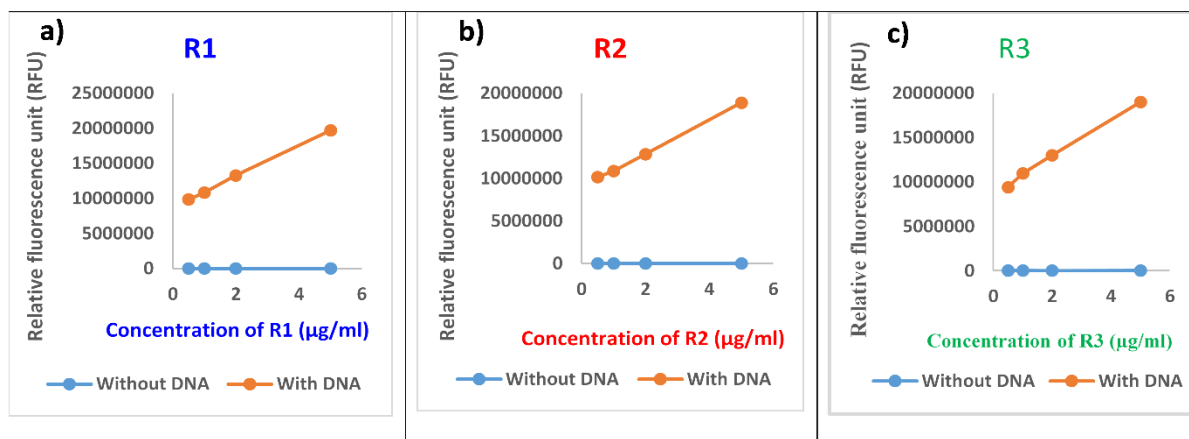 a)
R1
Relative fluorescence unit (RFU)
25000000
20000000
15000000
10000000
5000000
0
0 2 4 6
Concentration of R1 (µg/ml)
Without DNA With DNA
b)
R2
Relative fluorescence unit (RFU)
20000000
15000000
10000000
5000000
0
0 2 4 6
Concentration of R2 (µg/ml)
Without DNA With DNA
c)
R3
Relative fluorescence unit (RFU)
20000000
15000000
10000000
5000000
0
0 2 4 6
Concentration of R3 (µg/ml)
Without DNA With DNA